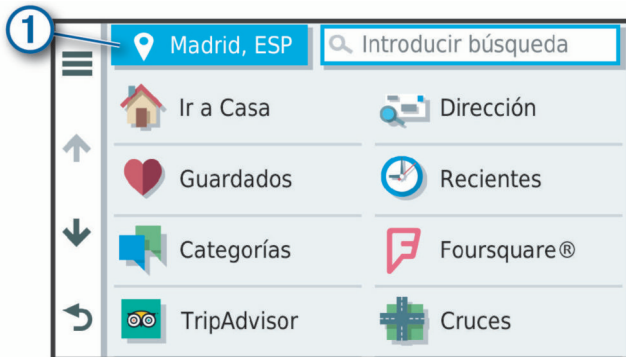 1
Madrid, ESP
Introducir búsqueda
Ir a Casa
Dirección
Guardados
Recientes
Categorías
Foursquare®
TripAdvisor
Cruces